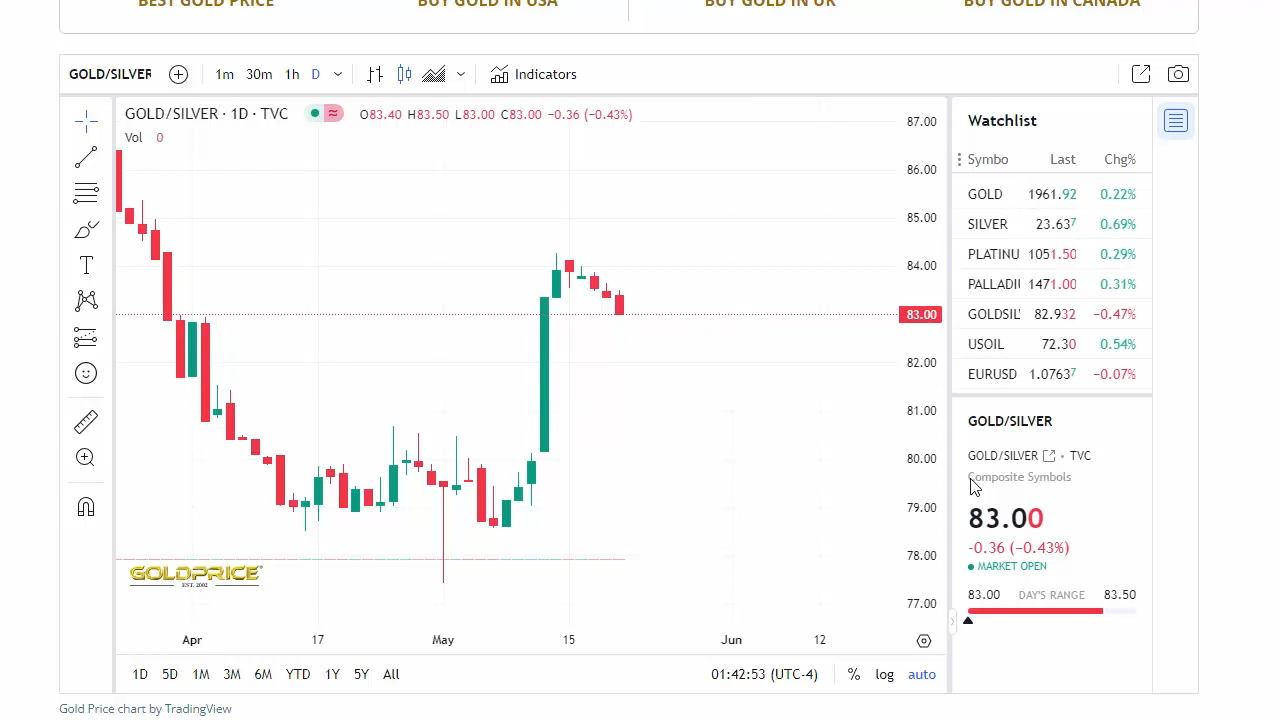 BEST GOLD PRICE BUY GOLD IN USA BUY GOLD IN UK BUY GOLD IN CANADA
GOLD/SILVER 1m 30m 1h D Indicators
GOLD/SILVER · 1D · TVC O83.40 H83.50 L83.00 C83.00 −0.36 (−0.43%)
Vol 0
87.00
86.00
85.00
84.00
83.00
82.00
81.00
80.00
79.00
78.00
77.00
GOLDPRICE
EST. 2002
Apr 17 May 15 Jun 12
1D 5D 1M 3M 6M YTD 1Y 5Y All 01:42:53 (UTC-4) % log auto
Watchlist
Symbo Last Chg%
GOLD 1961.92 0.22%
SILVER 23.637 0.69%
PLATINU 1051.50 0.29%
PALLADII 1471.00 0.31%
GOLDSIL' 82.932 −0.47%
USOIL 72.30 0.54%
EURUSD 1.07637 −0.07%
GOLD/SILVER
GOLD/SILVER • TVC
Composite Symbols
83.00
-0.36 (−0.43%)
MARKET OPEN
83.00 DAY'S RANGE 83.50
Gold Price chart by TradingView